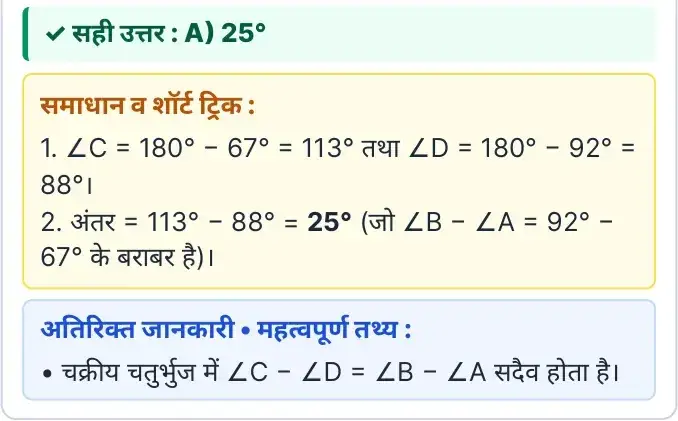 ✓ सही उत्तर : A) 25°
समाधान व शॉर्ट ट्रिक :
1. ∠C = 180° − 67° = 113° तथा ∠D = 180° − 92° =
88°।
2. अंतर = 113° − 88° = 25° (जो ∠B − ∠A = 92° −
67° के बराबर है)।
अतिरिक्त जानकारी • महत्वपूर्ण तथ्य :
• चक्रीय चतुर्भुज में ∠C − ∠D = ∠B − ∠A सदैव होता है।